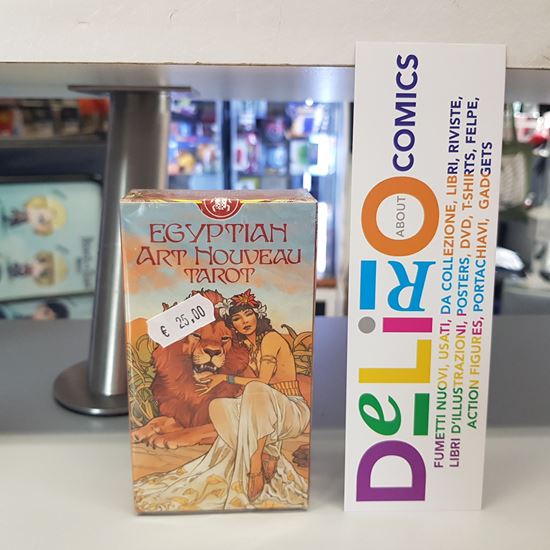 EGYPTIAN
ART NOUVEAU
TAROT
€ 25,00
DeLiRO
ABOUT
COMICS
FUMETTI NUOVI, USATI, DA COLLEZIONE, LIBRI, RIVISTE,
LIBRI D'ILLUSTRAZIONI, POSTERS, DVD, T-SHIRTS, FELPE,
ACTION FIGURES, PORTACHIAVI, GADGETS